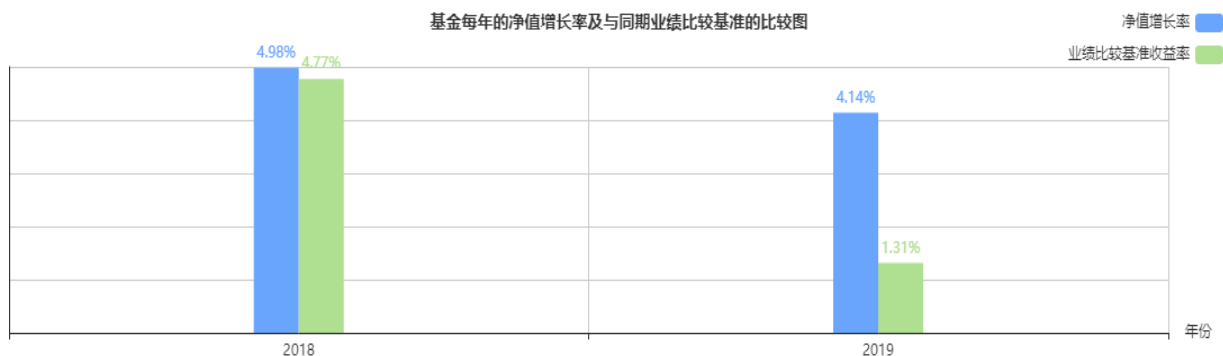 基金每年的净值增长率及与同期业绩比较基准的比较图
净值增长率
业绩比较基准收益率
4.98%
4.77%
4.14%
1.31%
年份
2018
2019